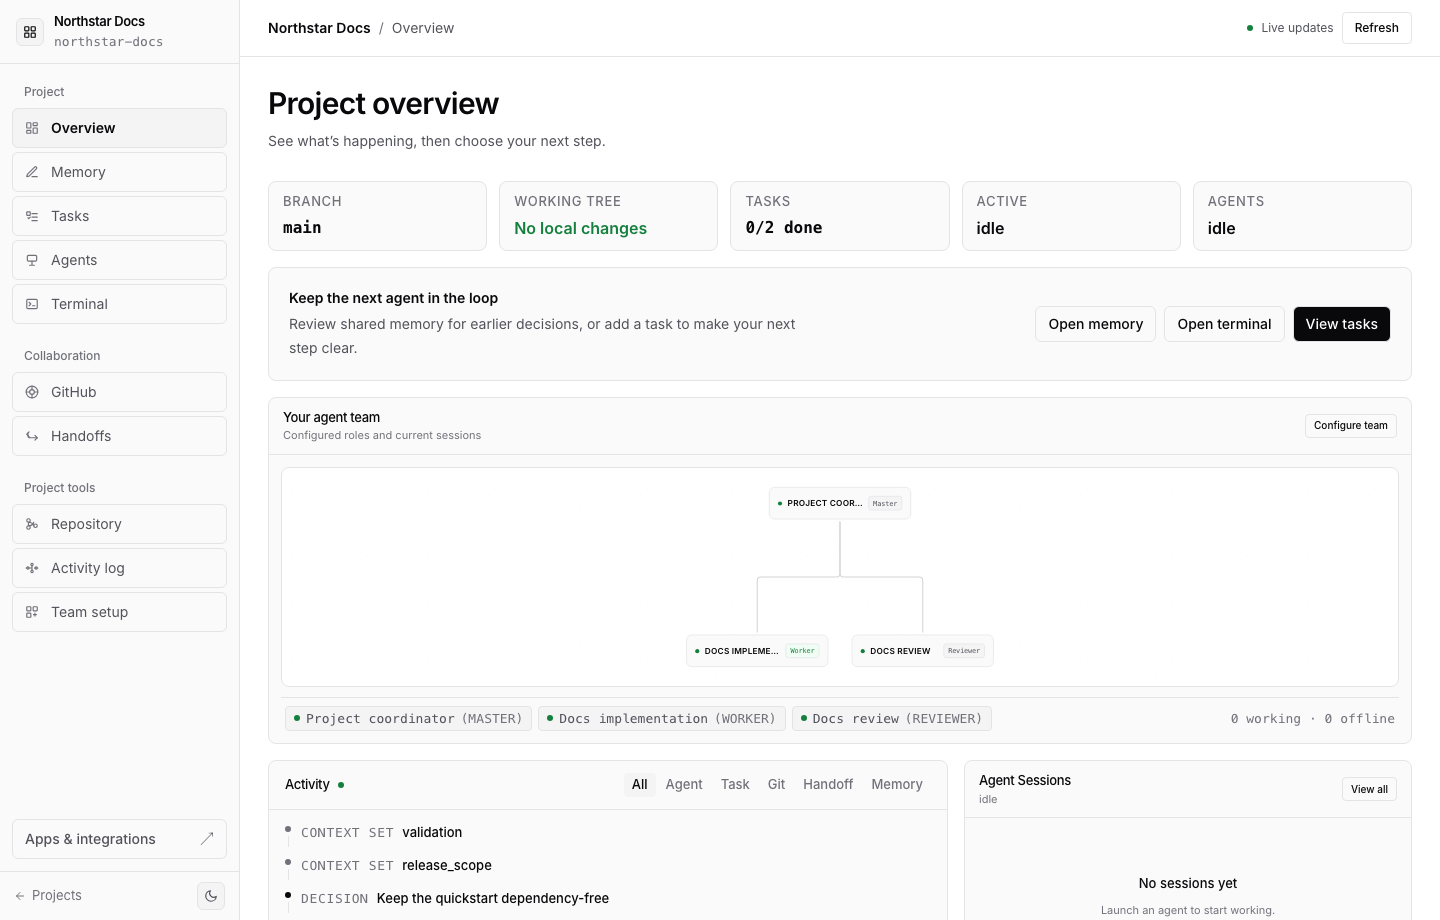 Northstar Docs
northstar-docs
Project
Overview
Memory
Tasks
Agents
Terminal
Collaboration
GitHub
Handoffs
Project tools
Repository
Activity log
Team setup
Apps & integrations
← Projects
Northstar Docs / Overview
Live updates
Refresh
Project overview
See what's happening, then choose your next step.
BRANCH
main
WORKING TREE
No local changes
TASKS
0/2 done
ACTIVE
idle
AGENTS
idle
Keep the next agent in the loop
Review shared memory for earlier decisions, or add a task to make your next
step clear.
Open memory
Open terminal
View tasks
Your agent team
Configured roles and current sessions
Configure team
PROJECT COOR... Master
DOCS IMPLEME... Worker
DOCS REVIEW Reviewer
Project coordinator (MASTER)
Docs implementation (WORKER)
Docs review (REVIEWER)
0 working · 0 offline
Activity
All Agent Task Git Handoff Memory
CONTEXT SET validation
CONTEXT SET release_scope
DECISION Keep the quickstart dependency-free
Agent Sessions
idle
View all
No sessions yet
Launch an agent to start working.